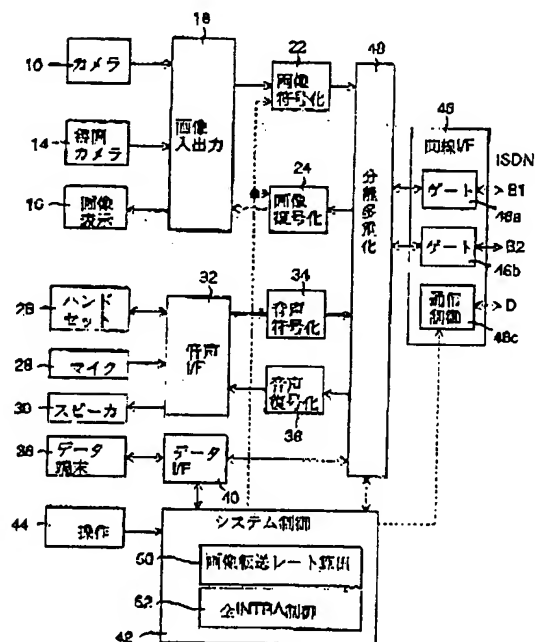 18
22
48
10
カメラ
画像
符号化
46
回線I/F
ISDN
14
書画
カメラ
画像
入出力
24
分離多重化
ゲート
B1
46a
16
画像
表示
画像
復号化
ゲート
B2
46b
32
34
26
ハンド
セット
音声
符号化
通信
制御
D
46c
音声
I/F
28
マイク
音声
復号化
30
スピーカ
36
データ
端末
データ
I/F
40
44
操作
システム制御
50
画像転送レート算出
52
全INTRA制御
42